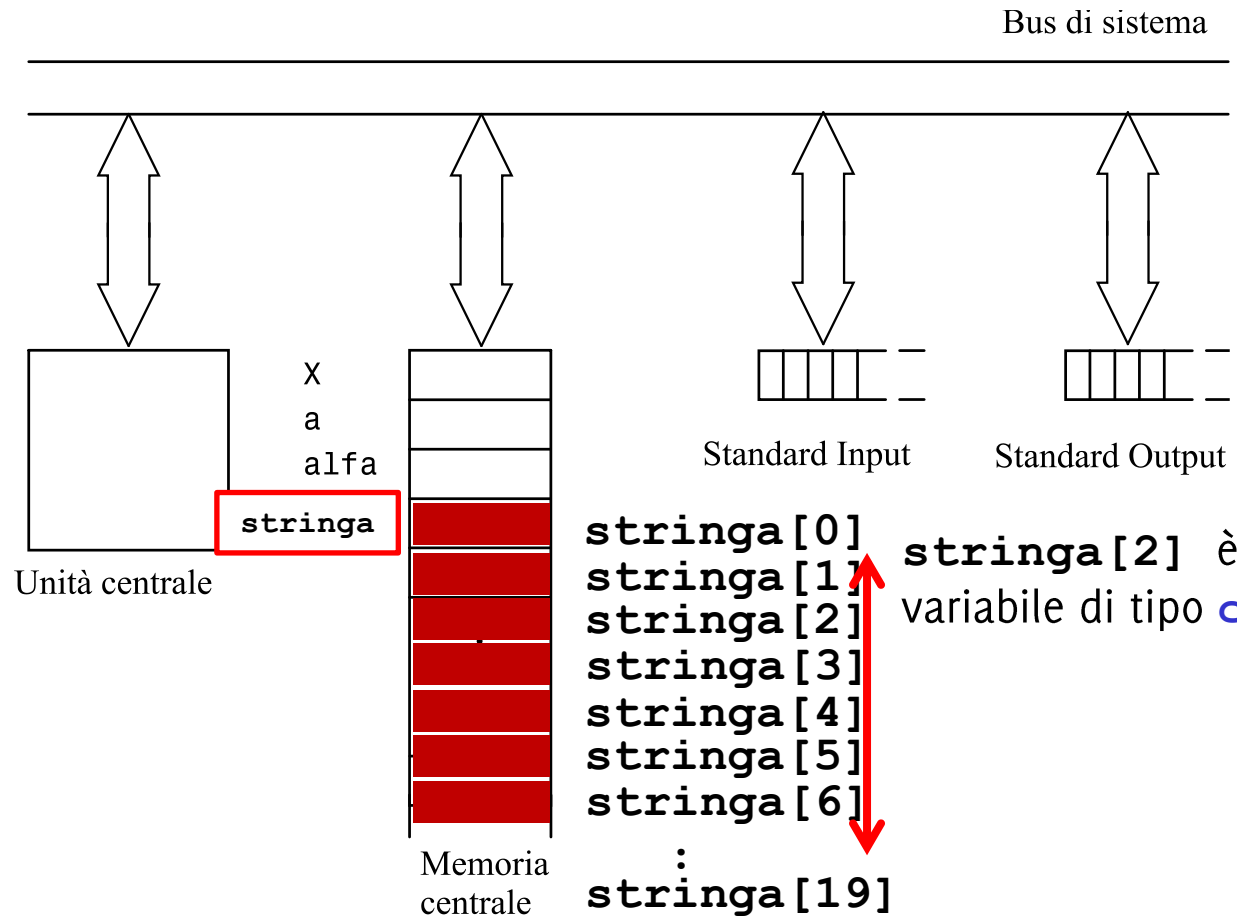 Bus di sistema
X
a
alfa
stringa
Unità centrale
Memoria
centrale
Standard Input
Standard Output
stringa[0]
stringa[1]
stringa[2]
stringa[3]
stringa[4]
stringa[5]
stringa[6]
:
stringa[19]
stringa[2] è
variabile di tipo